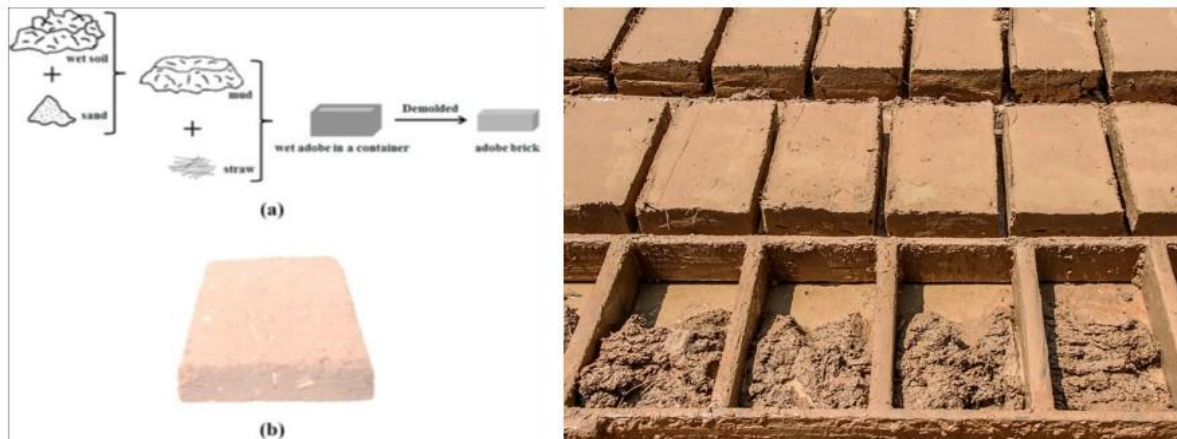 wet soil
+
sand
mud
+
straw
wet adobe in a container
Demolded
adobe brick
(a)
(b)